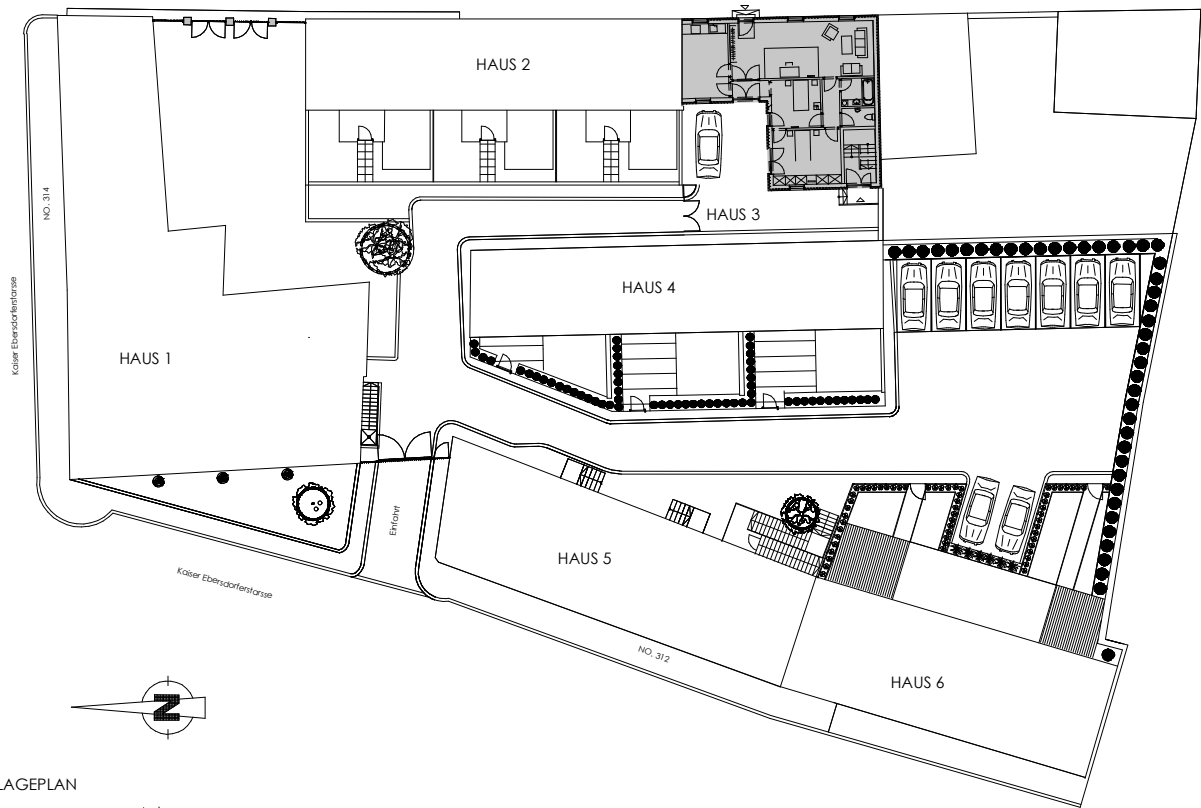 HAUS 2
NO. 314
HAUS 3
HAUS 4
Kaiser Ebersdorferstarsse
HAUS 1
Einfahrt
HAUS 5
Kaiser Ebersdorferstarsse
NO. 312
HAUS 6
N
LAGEPLAN